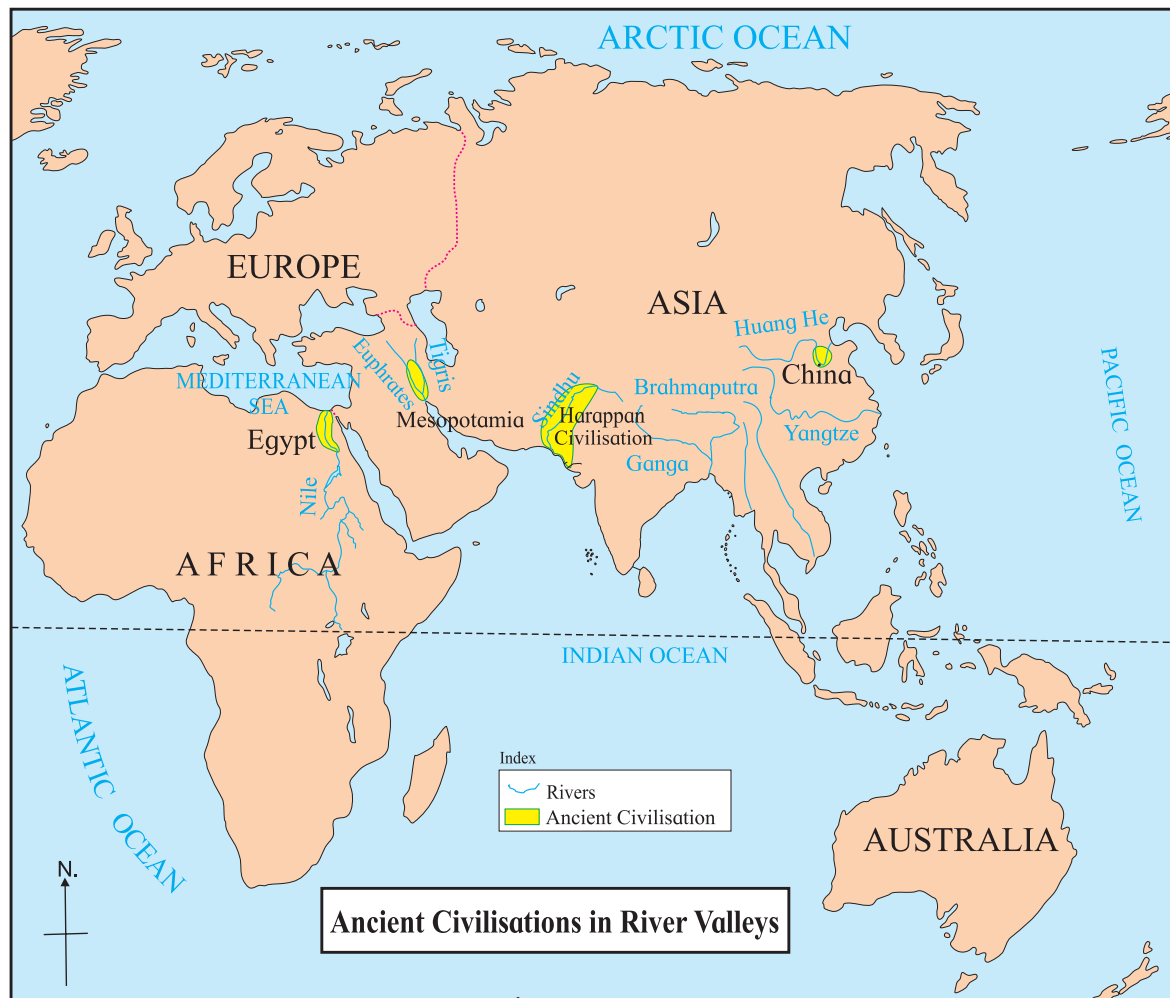 ARCTIC OCEAN
EUROPE
ASIA
Huang He
China
Tigris
Euphrates
MEDITERRANEAN
SEA
Mesopotamia
Sindhu
Harappan
Civilisation
Brahmaputra
Yangtze
Ganga
Egypt
Nile
PACIFIC OCEAN
AFRICA
INDIAN OCEAN
ATLANTIC OCEAN
Index
Rivers
Ancient Civilisation
AUSTRALIA
N.
Ancient Civilisations in River Valleys